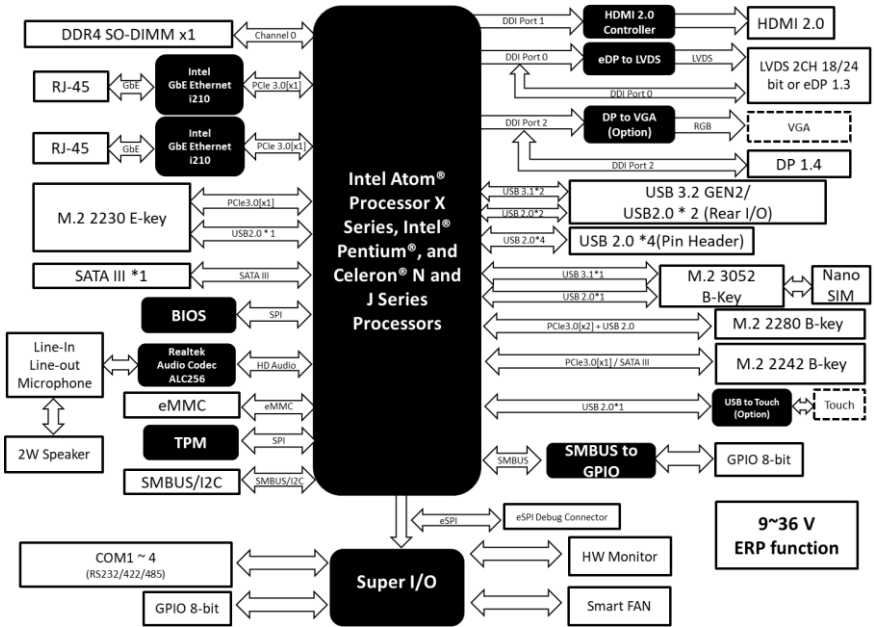 DDR4 SO-DIMM x1
Channel 0
RJ-45
GbE
Intel
GbE Ethernet
i210
PCIe 3.0[x1]
RJ-45
GbE
Intel
GbE Ethernet
i210
PCIe 3.0[x1]
M.2 2230 E-key
PCIe3.0[x1]
USB2.0 * 1
SATA III *1
SATA III
BIOS
SPI
Line-In
Line-out
Microphone
Realtek
Audio Codec
ALC256
HD Audio
2W Speaker
eMMC
eMMC
TPM
SPI
SMBUS/I2C
SMBUS/I2C
Intel Atom®
Processor X
Series, Intel®
Pentium®, and
Celeron® N and
J Series
Processors
DDI Port 1
HDMI 2.0
Controller
HDMI 2.0
DDI Port 0
eDP to LVDS
LVDS
LVDS 2CH 18/24
bit or eDP 1.3
DDI Port 0
DDI Port 2
DP to VGA
(Option)
RGB
VGA
DDI Port 2
DP 1.4
USB 3.1*2
USB 2.0*2
USB 3.2 GEN2/
USB2.0 * 2 (Rear I/O)
USB 2.0*4
USB 2.0 *4(Pin Header)
USB 3.1*1
USB 2.0*1
M.2 3052
B-Key
Nano
SIM
PCIe3.0[x2] + USB 2.0
M.2 2280 B-key
PCIe3.0[x1] / SATA III
M.2 2242 B-key
USB 2.0*1
USB to Touch
(Option)
Touch
SMBUS
SMBUS to
GPIO
GPIO 8-bit
eSPI
eSPI Debug Connector
9~36 V
ERP function
COM1 ~ 4
(RS232/422/485)
GPIO 8-bit
Super I/O
HW Monitor
Smart FAN